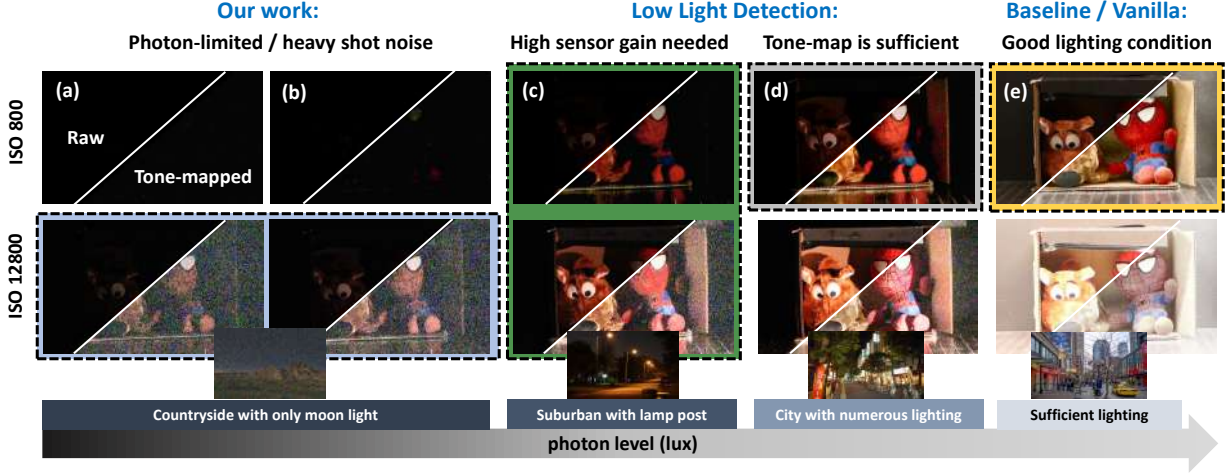 Our work:
Low Light Detection:
Baseline / Vanilla:
Photon-limited / heavy shot noise
High sensor gain needed
Tone-map is sufficient
Good lighting condition
ISO 800
(a)
(b)
(c)
(d)
(e)
Raw
Tone-mapped
ISO 12800
Countryside with only moon light
Suburban with lamp post
City with numerous lighting
Sufficient lighting
photon level (lux)